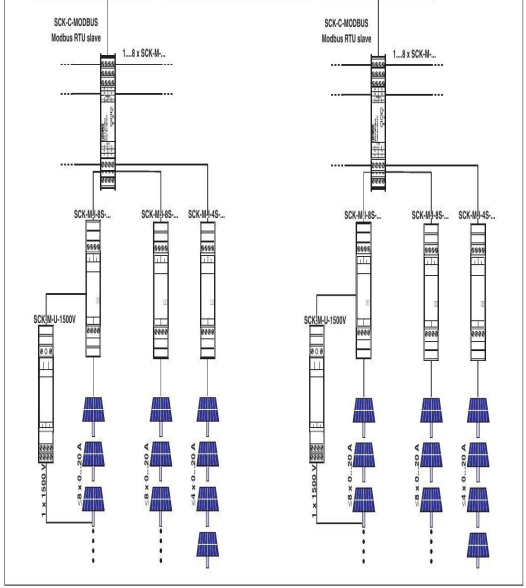 SCK-C-MODBUS
Modbus RTU slave
1....8 x SCK-M-...
SCK-C-MODBUS
Modbus RTU slave
1....8 x SCK-M-...
SCK-M-I-8S-...
SCK-M-I-8S-...
SCK-M-I-4S-...
SCK-M-I-8S-...
SCK-M-I-8S-...
SCK-M-I-4S-...
SCK-M-U-1500V
SCK-M-U-1500V
1 x 1500 V
≤8 x 0...20 A
≤8 x 0...20 A
≤4 x 0...20 A
1 x 1500 V
≤8 x 0...20 A
≤8 x 0...20 A
≤4 x 0...20 A